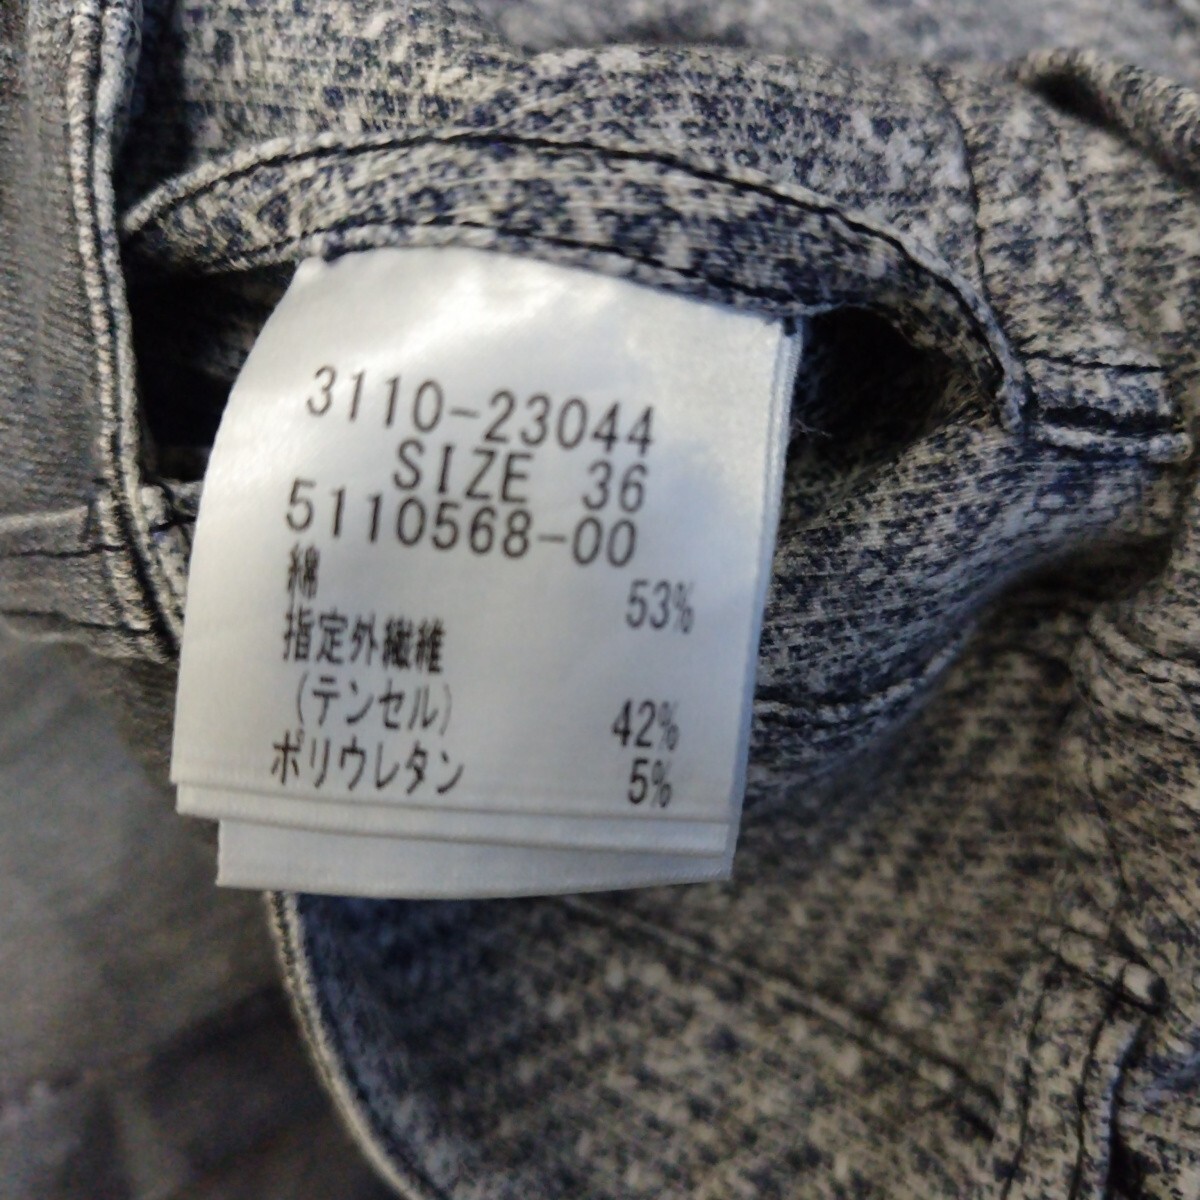 3110-23044
SIZE 36
5110568-00
綿 53%
指定外繊維
(テンセル) 42%
ポリウレタン 5%